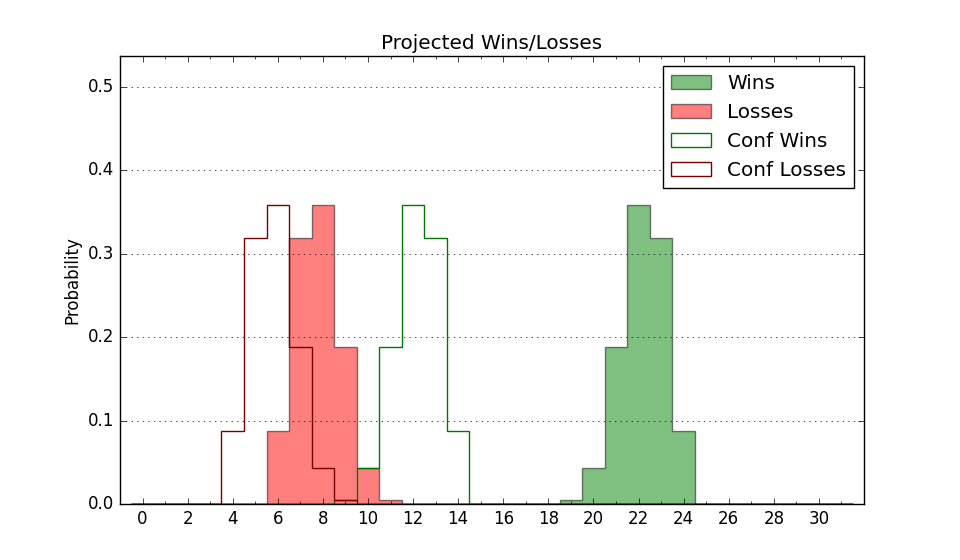 Projected Wins/Losses
Wins
Losses
Conf Wins
Conf Losses
Probability
0.5
0.4
0.3
0.2
0.1
0.0
0 2 4 6 8 10 12 14 16 18 20 22 24 26 28 30